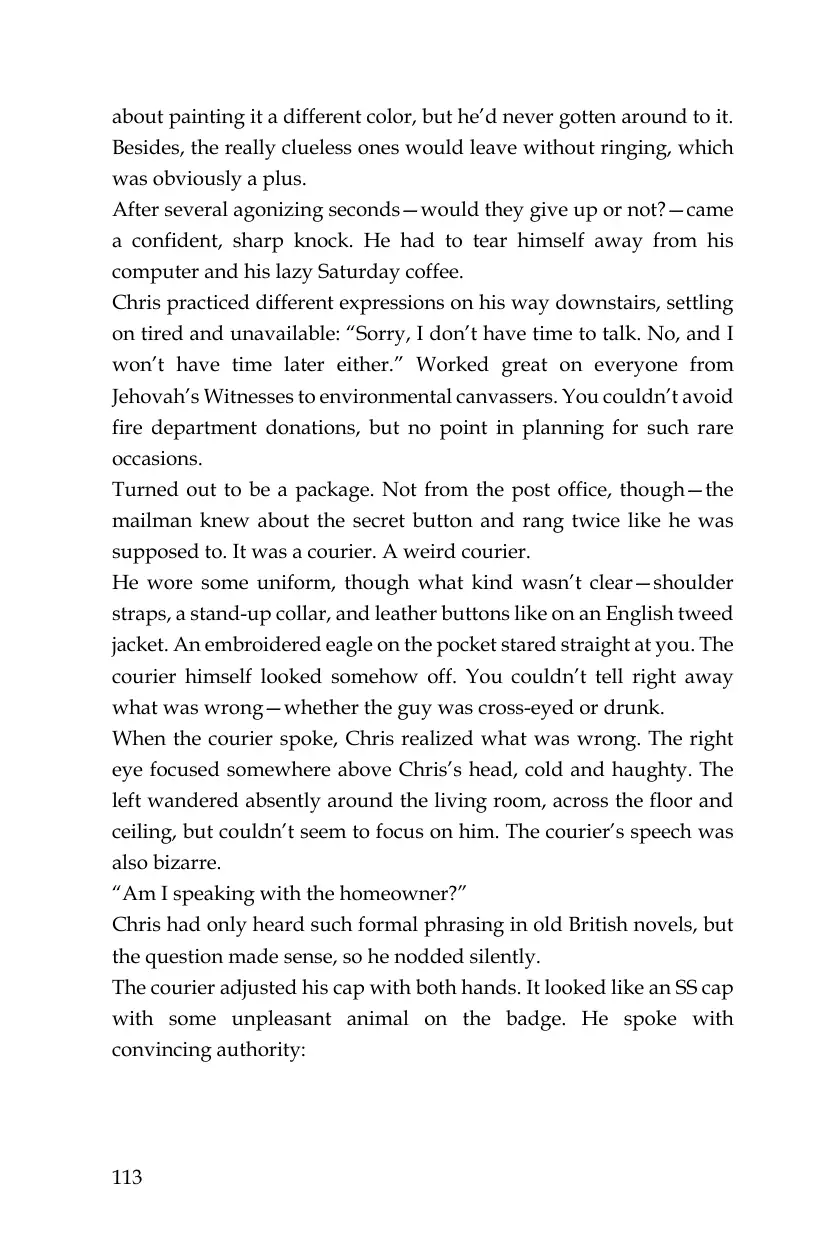 about painting it a different color, but he’d never gotten around to it.
Besides, the really clueless ones would leave without ringing, which
was obviously a plus.
After several agonizing seconds—would they give up or not?—came
a confident, sharp knock. He had to tear himself away from his
computer and his lazy Saturday coffee.
Chris practiced different expressions on his way downstairs, settling
on tired and unavailable: “Sorry, I don’t have time to talk. No, and I
won’t have time later either.” Worked great on everyone from
Jehovah’s Witnesses to environmental canvassers. You couldn’t avoid
fire department donations, but no point in planning for such rare
occasions.
Turned out to be a package. Not from the post office, though—the
mailman knew about the secret button and rang twice like he was
supposed to. It was a courier. A weird courier.
He wore some uniform, though what kind wasn’t clear—shoulder
straps, a stand-up collar, and leather buttons like on an English tweed
jacket. An embroidered eagle on the pocket stared straight at you. The
courier himself looked somehow off. You couldn’t tell right away
what was wrong—whether the guy was cross-eyed or drunk.
When the courier spoke, Chris realized what was wrong. The right
eye focused somewhere above Chris’s head, cold and haughty. The
left wandered absently around the living room, across the floor and
ceiling, but couldn’t seem to focus on him. The courier’s speech was
also bizarre.
“Am I speaking with the homeowner?”
Chris had only heard such formal phrasing in old British novels, but
the question made sense, so he nodded silently.
The courier adjusted his cap with both hands. It looked like an SS cap
with some unpleasant animal on the badge. He spoke with
convincing authority:
113